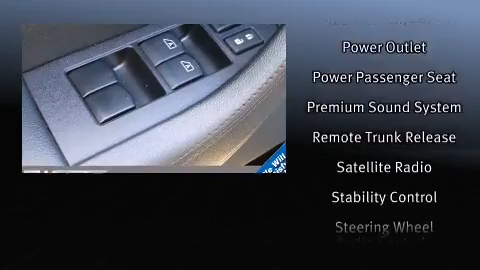 Power Outlet
Power Passenger Seat
Premium Sound System
Remote Trunk Release
Satellite Radio
Stability Control
Steering Wheel